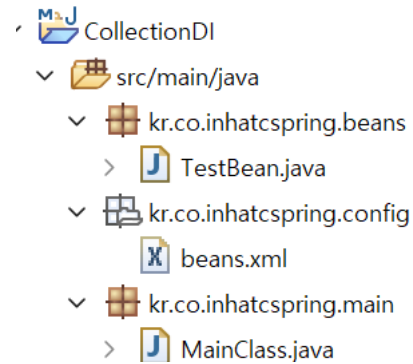 CollectionDI
src/main/java
kr.co.inhatcspring.beans
TestBean.java
kr.co.inhatcspring.config
beans.xml
kr.co.inhatcspring.main
MainClass.java